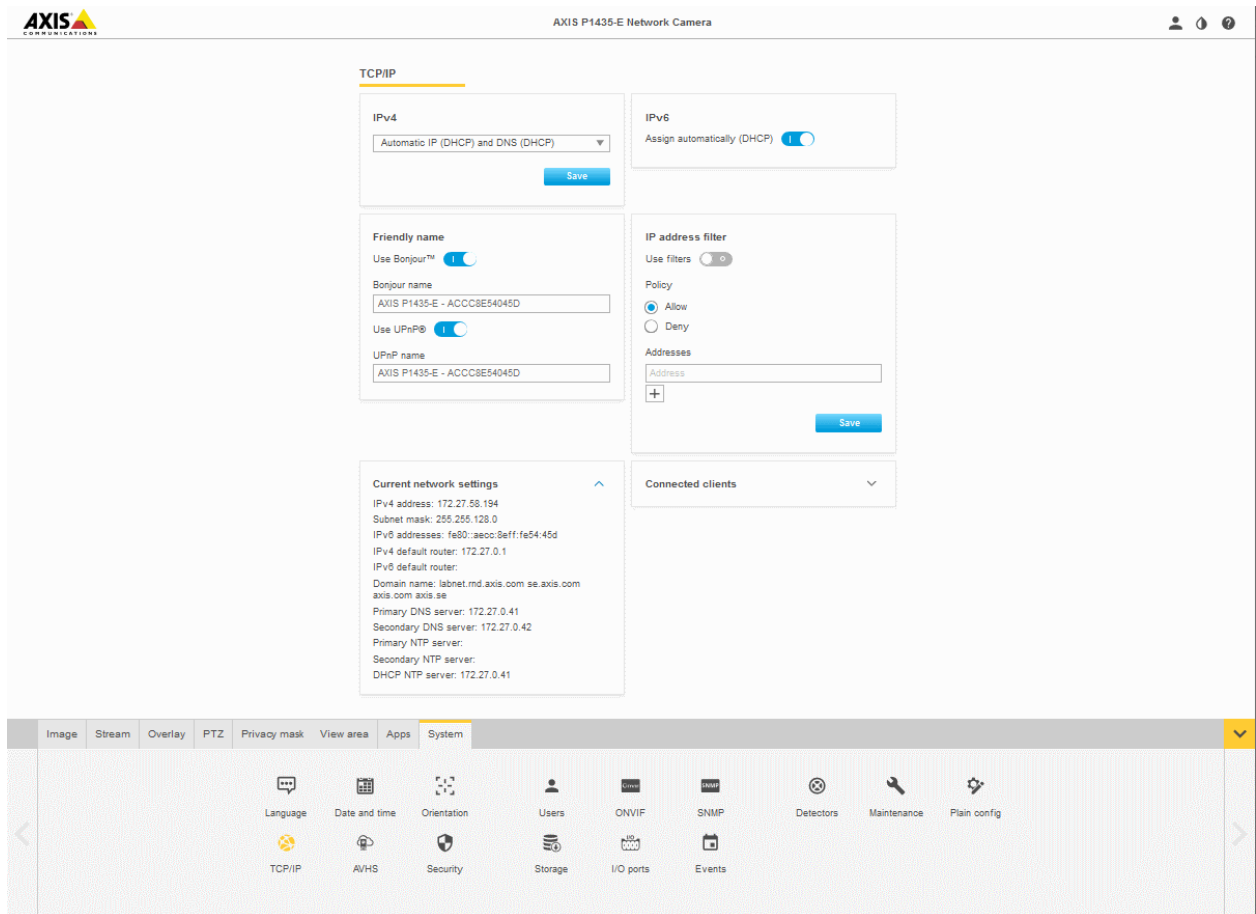 AXIS
COMMUNICATIONS
AXIS P1435-E Network Camera
TCP/IP
IPv4
Automatic IP (DHCP) and DNS (DHCP)
Save
IPv6
Assign automatically (DHCP)
Friendly name
Use Bonjour™
Bonjour name
AXIS P1435-E - ACCC8E54045D
Use UPnP®
UPnP name
AXIS P1435-E - ACCC8E54045D
IP address filter
Use filters
Policy
Allow
Deny
Addresses
Address
Save
Current network settings
IPv4 address: 172.27.58.194
Subnet mask: 255.255.128.0
IPv6 addresses: fe80::aecc:8eff:fe54:45d
IPv4 default router: 172.27.0.1
IPv6 default router:
Domain name: labnet.rnd.axis.com se.axis.com
axis.com axis.se
Primary DNS server: 172.27.0.41
Secondary DNS server: 172.27.0.42
Primary NTP server:
Secondary NTP server:
DHCP NTP server: 172.27.0.41
Connected clients
Image Stream Overlay PTZ Privacy mask View area Apps System
Language Date and time Orientation Users ONVIF SNMP Detectors Maintenance Plain config
TCP/IP AVHS Security Storage I/O ports Events